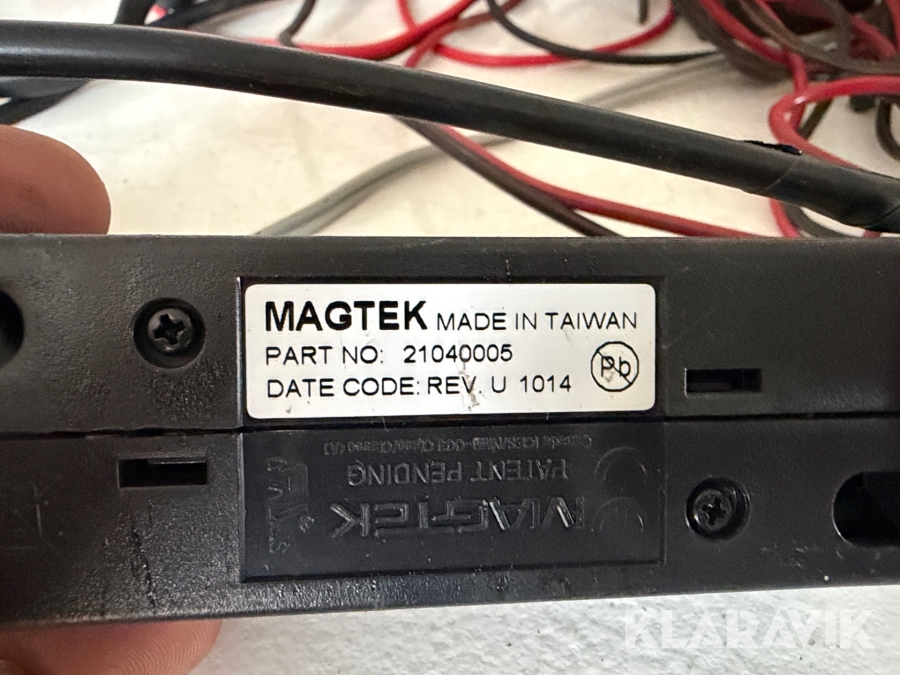 MAGTEK MADE IN TAIWAN
PART NO: 21040005
DATE CODE: REV. U 1014
Pb
MAGTEK
PATENT PENDING
KLARAVIK